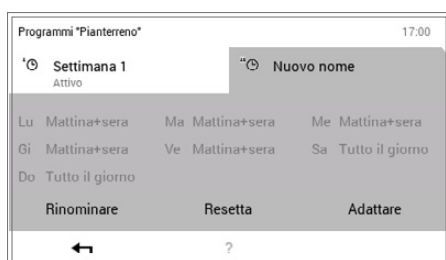 Programmi "Pianterreno" 17:00
Settimana 1 Nuovo nome
Attivo
Lu Mattina+sera Ma Mattina+sera Me Mattina+sera
Gi Mattina+sera Ve Mattina+sera Sa Tutto il giorno
Do Tutto il giorno
Rinominare Resetta Adattare
?